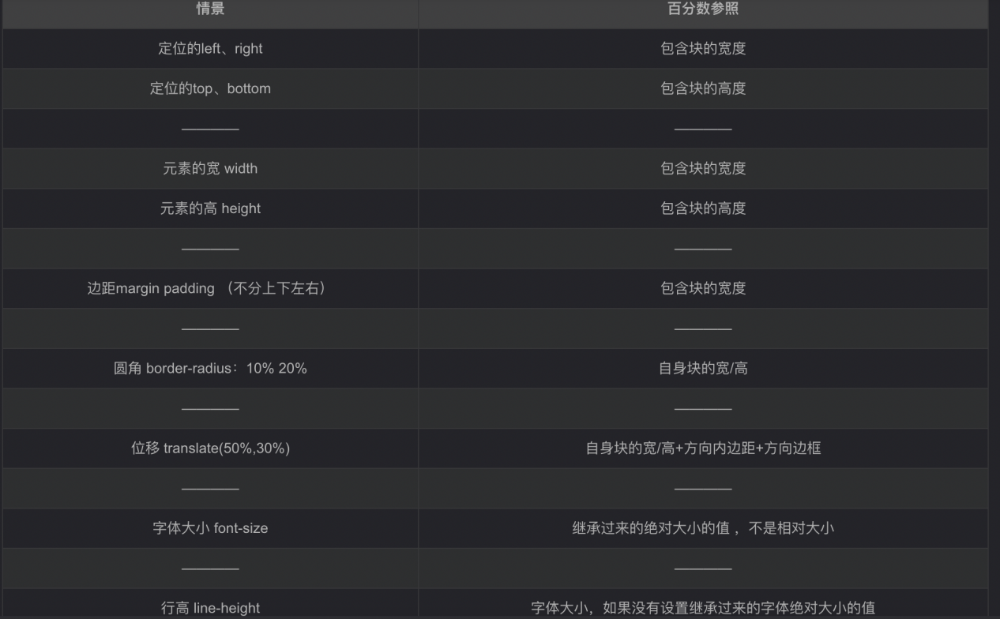 情景 百分数参照
定位的left、right 包含块的宽度
定位的top、bottom 包含块的高度
———— ————
元素的宽 width 包含块的宽度
元素的高 height 包含块的高度
———— ————
边距margin padding （不分上下左右） 包含块的宽度
———— ————
圆角 border-radius：10% 20% 自身块的宽/高
———— ————
位移 translate(50%,30%) 自身块的宽/高+方向内边距+方向边框
———— ————
字体大小 font-size 继承过来的绝对大小的值 ，不是相对大小
———— ————
行高 line-height 字体大小，如果没有设置继承过来的字体绝对大小的值